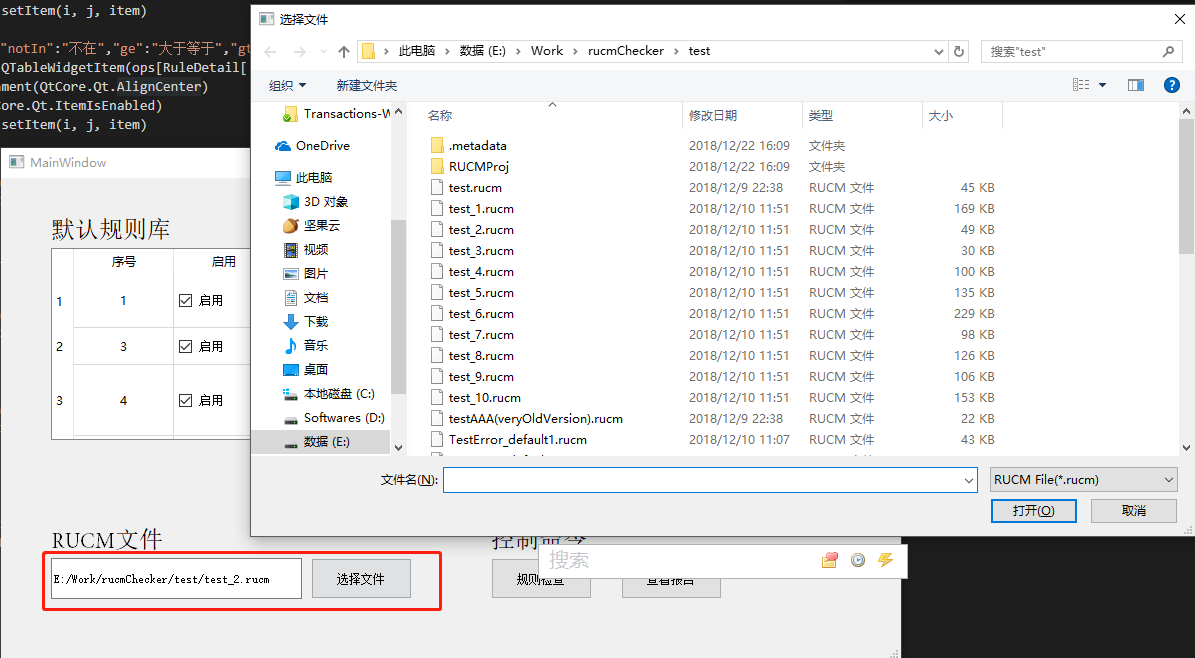 setItem(i, j, item)
"notIn":"不在","ge":"大于等于","gt
QTableWidgetItem(ops[RuleDetail[
ment(QtCore.Qt.AlignCenter)
Core.Qt.ItemIsEnabled)
setItem(i, j, item)
MainWindow
默认规则库
序号 启用
1 1 启用
2 3 启用
3 4 启用
RUCM文件
E:/Work/rucmChecker/test/test_2.rucm 选择文件
控制命令
规则检查 查看报告
搜索
选择文件
此电脑 数据 (E:) Work rucmChecker test
搜索"test"
组织 新建文件夹
Transactions-W
OneDrive
此电脑
3D 对象
坚果云
视频
图片
文档
下载
音乐
桌面
本地磁盘 (C:)
Softwares (D:)
数据 (E:)
名称 修改日期 类型 大小
.metadata 2018/12/22 16:09 文件夹
RUCMProj 2018/12/22 16:09 文件夹
test.rucm 2018/12/9 22:38 RUCM 文件 45 KB
test_1.rucm 2018/12/10 11:51 RUCM 文件 169 KB
test_2.rucm 2018/12/10 11:51 RUCM 文件 49 KB
test_3.rucm 2018/12/10 11:51 RUCM 文件 30 KB
test_4.rucm 2018/12/10 11:51 RUCM 文件 100 KB
test_5.rucm 2018/12/10 11:51 RUCM 文件 135 KB
test_6.rucm 2018/12/10 11:51 RUCM 文件 229 KB
test_7.rucm 2018/12/10 11:51 RUCM 文件 98 KB
test_8.rucm 2018/12/10 11:51 RUCM 文件 126 KB
test_9.rucm 2018/12/10 11:51 RUCM 文件 106 KB
test_10.rucm 2018/12/10 11:51 RUCM 文件 153 KB
testAAA(veryOldVersion).rucm 2018/12/9 22:38 RUCM 文件 22 KB
TestError_default1.rucm 2018/12/10 11:07 RUCM 文件 43 KB
文件名(N): RUCM File(*.rucm)
打开(O) 取消